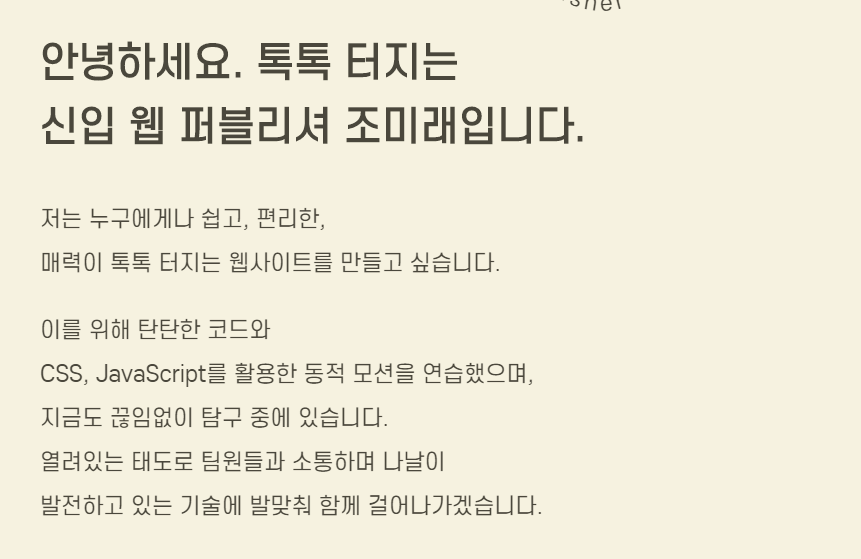 안녕하세요. 톡톡 터지는
신입 웹 퍼블리셔 조미래입니다.
저는 누구에게나 쉽고, 편리한,
매력이 톡톡 터지는 웹사이트를 만들고 싶습니다.
이를 위해 탄탄한 코드와
CSS, JavaScript를 활용한 동적 모션을 연습했으며,
지금도 끊임없이 탐구 중에 있습니다.
열려있는 태도로 팀원들과 소통하며 나날이
발전하고 있는 기술에 발맞춰 함께 걸어나가겠습니다.